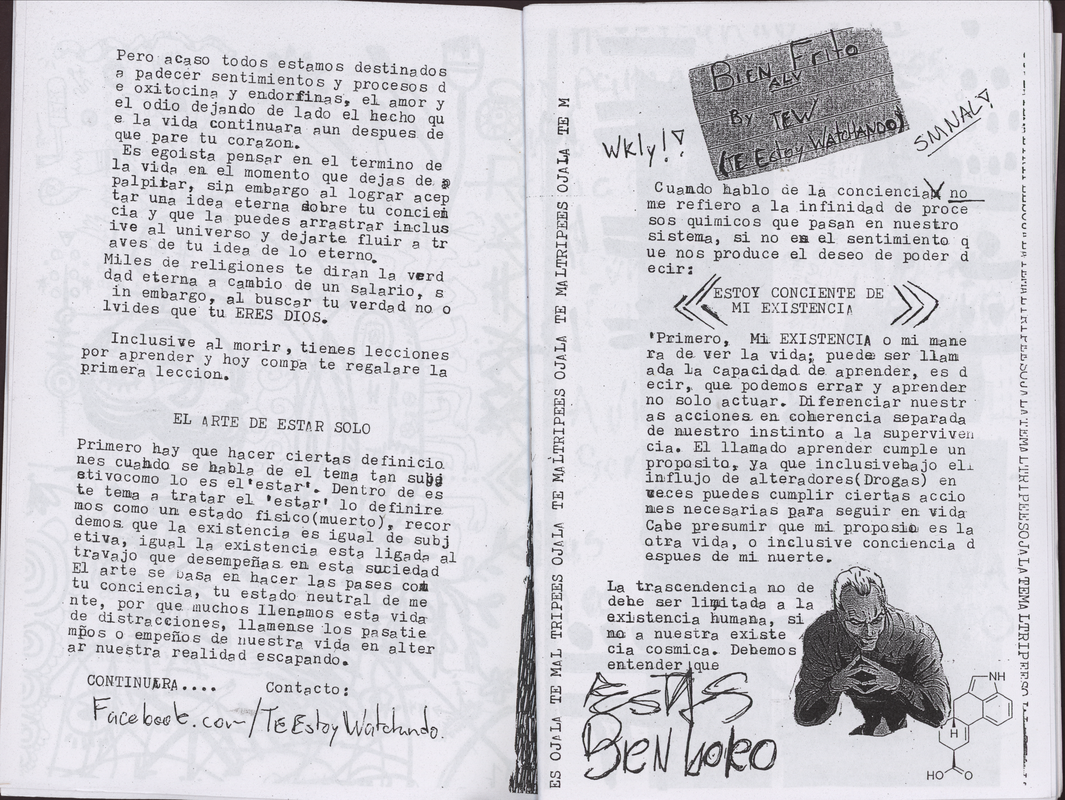 Pero acaso todos estamos destinados
a padecer sentimientos y procesos d
e oxitocina y endorfinas, el amor y
el odio dejando de lado el hecho qu
e la vida continuara aun despues de
que pare tu corazon.
Es egoista pensar en el termino de
la vida en el momento que dejas de
palpitar, sin embargo al lograr acep
tar una idea eterna sobre tu concien
cia y que la puedes arrastrar inclus
ive al universo y dejarte fluir a tr
aves de tu idea de lo eterno.
Miles de religiones te diran la verd
dad eterna a cambio de un salario, s
in embargo, al buscar tu verdad no o
lvides que tu ERES DIOS.
Inclusive al morir, tienes lecciones
por aprender y hoy compa te regalare la
primera leccion.
EL ARTE DE ESTAR SOLO
Primero hay que hacer ciertas definicio
nes cuando se habla de el tema tan subj
etivocomo lo es el'estar'. Dentro de es
te tema a tratar el 'estar' lo definire
mos como un estado fisico(muerto), recor
demos que la existencia es igual de subj
etiva, igual la existencia esta ligada al
travajo que desempeñas en esta suciedad
El arte se basa en hacer las pases con
tu conciencia, tu estado neutral de me
nte, por que muchos llenamos esta vida
de distracciones, llamense los pasatie
mpos o empeños de nuestra vida en alter
ar nuestra realidad escapando.
CONTINUARA.... Contacto:
Facebook.com/TEEstoyWatchando.
ES OJALA TE MAL TRIPEES OJALA TE MALTRIPEES OJALA TE MALTRIPEES OJALA TE MALTRIPEES OJALA TE M
BIEN Frito
ALV
By TEW
(TE Estoy WATCHANDO)
Wkly!!
SMINAL!
Cuando hablo de la conciencia no
me refiero a la infinidad de proce
sos quimicos que pasan en nuestro
sistema, si no en el sentimiento q
ue nos produce el deseo de poder d
ecir:
ESTOY CONCIENTE DE
MI EXISTENCIA
'Primero, Mi EXISTENCIA o mi mane
ra de ver la vida; puede ser llam
ada la capacidad de aprender, es d
ecir, que podemos errar y aprender
no solo actuar. Diferenciar nuestr
as acciones en coherencia separada
de nuestro instinto a la superviven
cia. El llamado aprender cumple un
proposito, ya que inclusivebajo el
influjo de alteradores(Drogas) en
veces puedes cumplir ciertas accio
nes necesarias para seguir en vida
Cabe presumir que mi proposio es la
otra vida, o inclusive conciencia d
espues de mi muerte.
La trascendencia no de
debe ser limitada a la
existencia humana, si
no a nuestra existe
cia cosmica. Debemos
entender que
EsTAS
BIEN LoKo
NH
H
HO
O